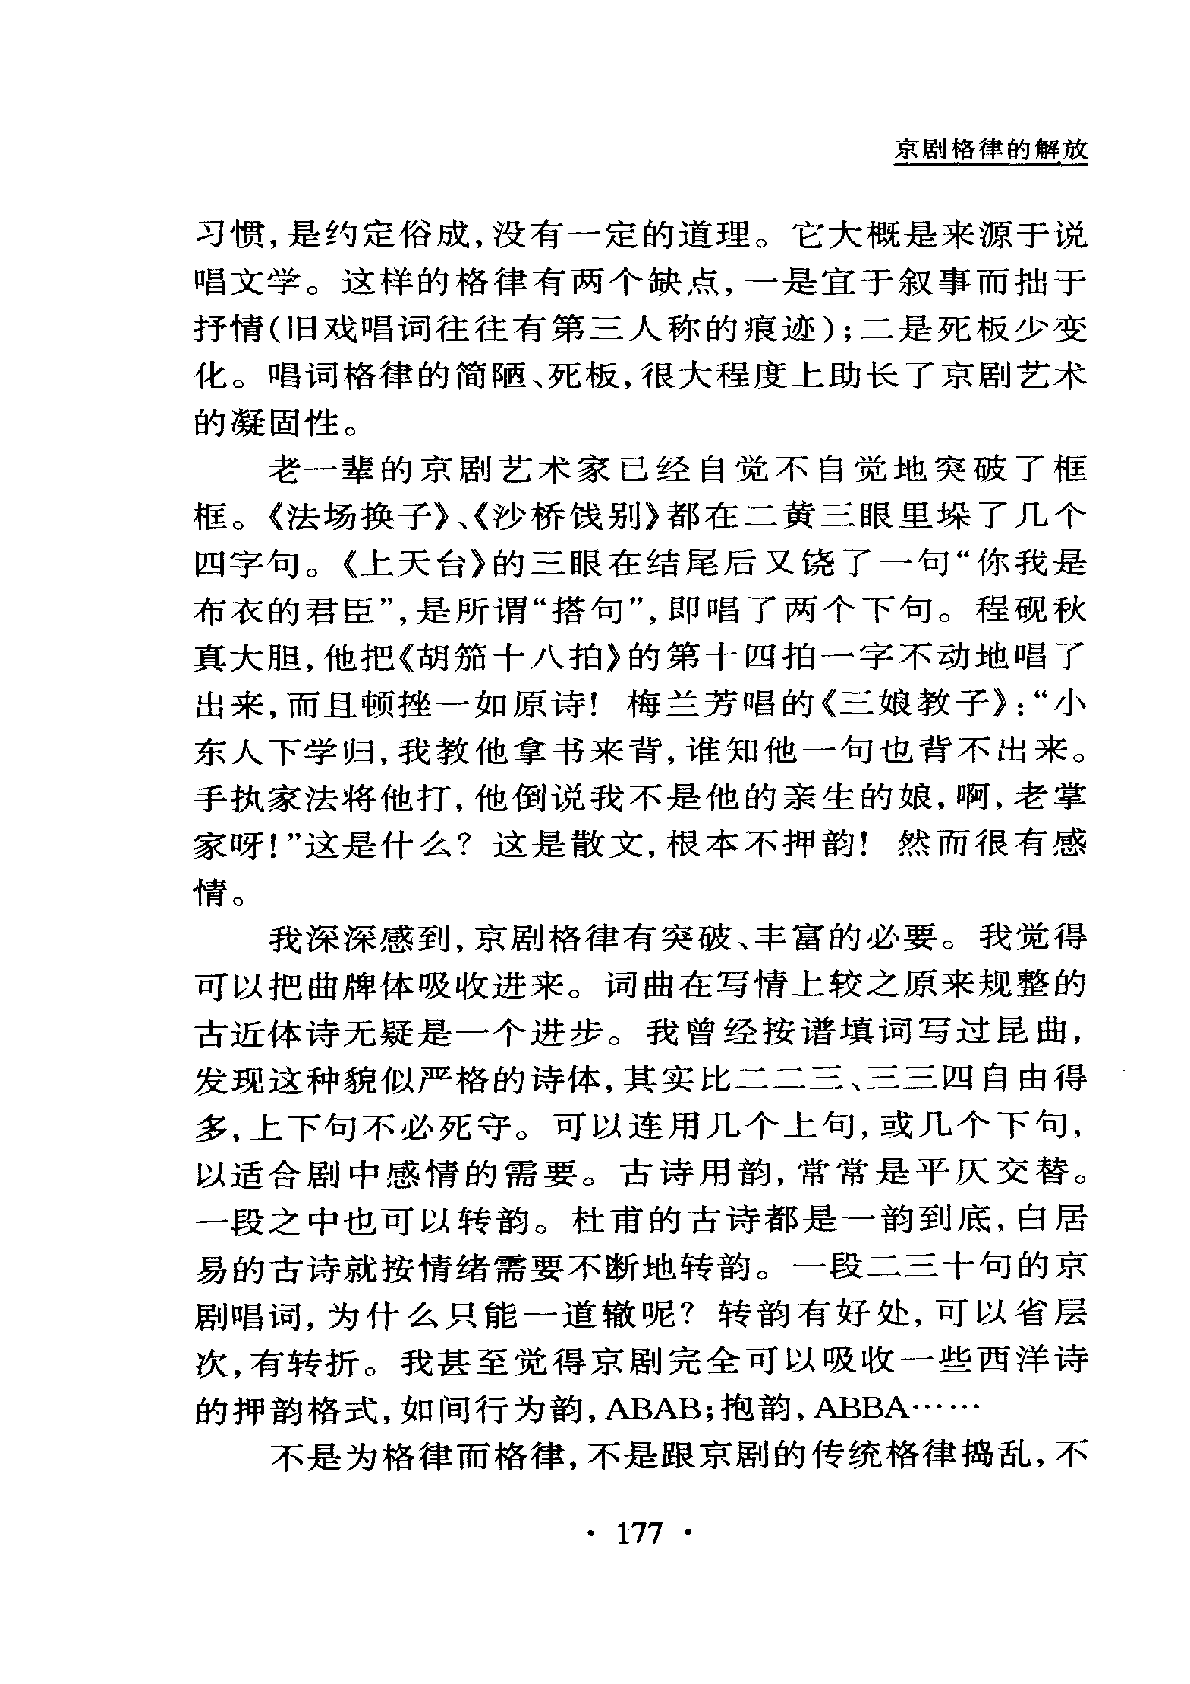 京剧格律的解放
习惯,是约定俗成,没有一定的道理。它大概是来源于说
唱文学。这样的格律有两个缺点,一是宜于叙事而拙于
抒情(旧戏唱词往往有第三人称的痕迹);二是死板少变
化。唱词格律的简陋、死板,很大程度上助长了京剧艺术
的凝固性。
老一辈的京剧艺术家已经自觉不自觉地突破了框
框。《法场换子》、《沙桥饯别》都在二黄三眼里垛了几个
四字句。《上天台》的三眼在结尾后又饶了一句“你我是
布衣的君臣”,是所谓“搭句”,即唱了两个下句。程砚秋
真大胆,他把《胡笳十八拍》的第十四拍一字不动地唱了
出来,而且顿挫一如原诗! 梅兰芳唱的《三娘教子》:“小
东人下学归,我教他拿书来背,谁知他一句也背不出来。
手执家法将他打,他倒说我不是他的亲生的娘,啊,老掌
家呀!”这是什么? 这是散文,根本不押韵! 然而很有感
情。
我深深感到,京剧格律有突破、丰富的必要。我觉得
可以把曲牌体吸收进来。词曲在写情上较之原来规整的
古近体诗无疑是一个进步。我曾经按谱填词写过昆曲,
发现这种貌似严格的诗体,其实比二二三、三三四自由得
多,上下句不必死守。可以连用几个上句,或几个下句,
以适合剧中感情的需要。古诗用韵,常常是平仄交替。
一段之中也可以转韵。杜甫的古诗都是一韵到底,白居
易的古诗就按情绪需要不断地转韵。一段二三十句的京
剧唱词,为什么只能一道辙呢? 转韵有好处,可以省层
次,有转折。我甚至觉得京剧完全可以吸收一些西洋诗
的押韵格式,如间行为韵,ABAB;抱韵,ABBA……
不是为格律而格律,不是跟京剧的传统格律捣乱,不
· 177 ·